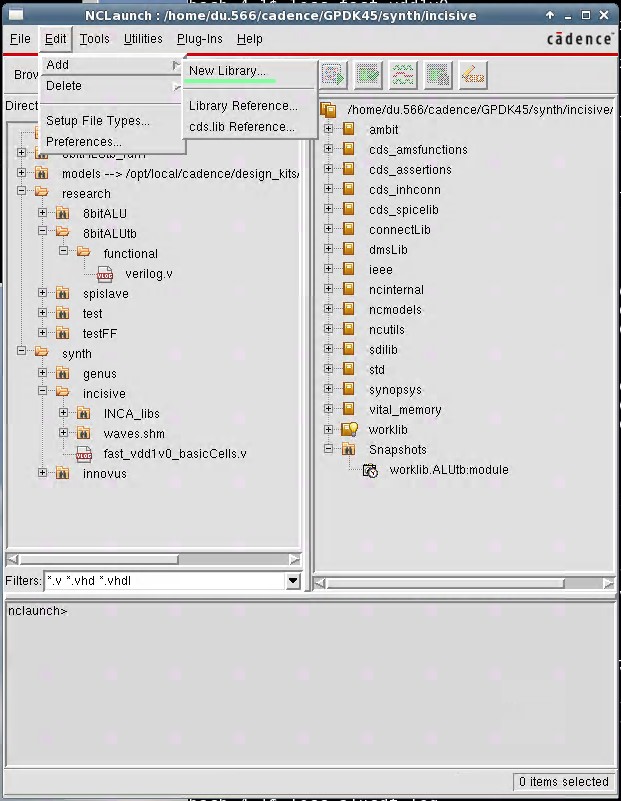 NCLaunch : /home/du.566/cadence/GPDK45/synth/incisive
File Edit Tools Utilities Plug-Ins Help
cādence
Add
Delete
Setup File Types...
Preferences...
New Library...
Library Reference...
cds.lib Reference...
models --> /opt/local/cadence/design_kits/
research
8bitALU
8bitALUtb
functional
verilog.v
spislave
test
testFF
synth
genus
incisive
INCA_libs
waves.shm
fast_vdd1v0_basicCells.v
innovus
Filters: *.v *.vhd *.vhdl
/home/du.566/cadence/GPDK45/synth/incisive/
ambit
cds_amsfunctions
cds_assertions
cds_inhconn
cds_spicelib
connectLib
dmsLib
ieee
ncinternal
ncmodels
ncutils
sdilib
std
synopsys
vital_memory
worklib
Snapshots
worklib.ALUtb:module
nclaunch>
0 items selected